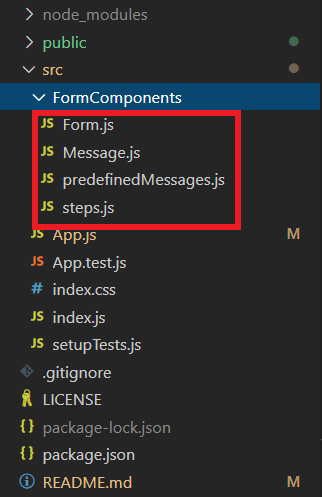 node_modules
public
src
FormComponents
JS Form.js
JS Message.js
JS predefinedMessages.js
JS steps.js
JS App.js M
JS App.test.js
index.css
JS index.js
JS setupTests.js
.gitignore
LICENSE
{} package-lock.json
{} package.json
README.md M